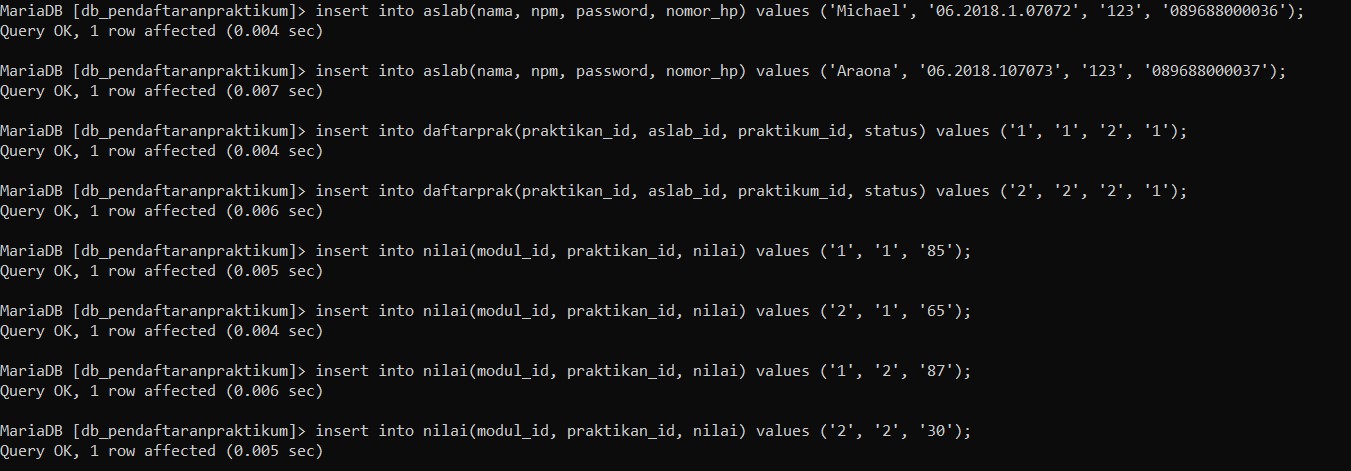 MariaDB [db_pendaftaranpraktikum]> insert into aslab(nama, npm, password, nomor_hp) values ('Michael', '06.2018.1.07072', '123', '089688000036');
Query OK, 1 row affected (0.004 sec)
MariaDB [db_pendaftaranpraktikum]> insert into aslab(nama, npm, password, nomor_hp) values ('Araona', '06.2018.107073', '123', '089688000037');
Query OK, 1 row affected (0.007 sec)
MariaDB [db_pendaftaranpraktikum]> insert into daftarprak(praktikan_id, aslab_id, praktikum_id, status) values ('1', '1', '2', '1');
Query OK, 1 row affected (0.004 sec)
MariaDB [db_pendaftaranpraktikum]> insert into daftarprak(praktikan_id, aslab_id, praktikum_id, status) values ('2', '2', '2', '1');
Query OK, 1 row affected (0.006 sec)
MariaDB [db_pendaftaranpraktikum]> insert into nilai(modul_id, praktikan_id, nilai) values ('1', '1', '85');
Query OK, 1 row affected (0.005 sec)
MariaDB [db_pendaftaranpraktikum]> insert into nilai(modul_id, praktikan_id, nilai) values ('2', '1', '65');
Query OK, 1 row affected (0.004 sec)
MariaDB [db_pendaftaranpraktikum]> insert into nilai(modul_id, praktikan_id, nilai) values ('1', '2', '87');
Query OK, 1 row affected (0.006 sec)
MariaDB [db_pendaftaranpraktikum]> insert into nilai(modul_id, praktikan_id, nilai) values ('2', '2', '30');
Query OK, 1 row affected (0.005 sec)